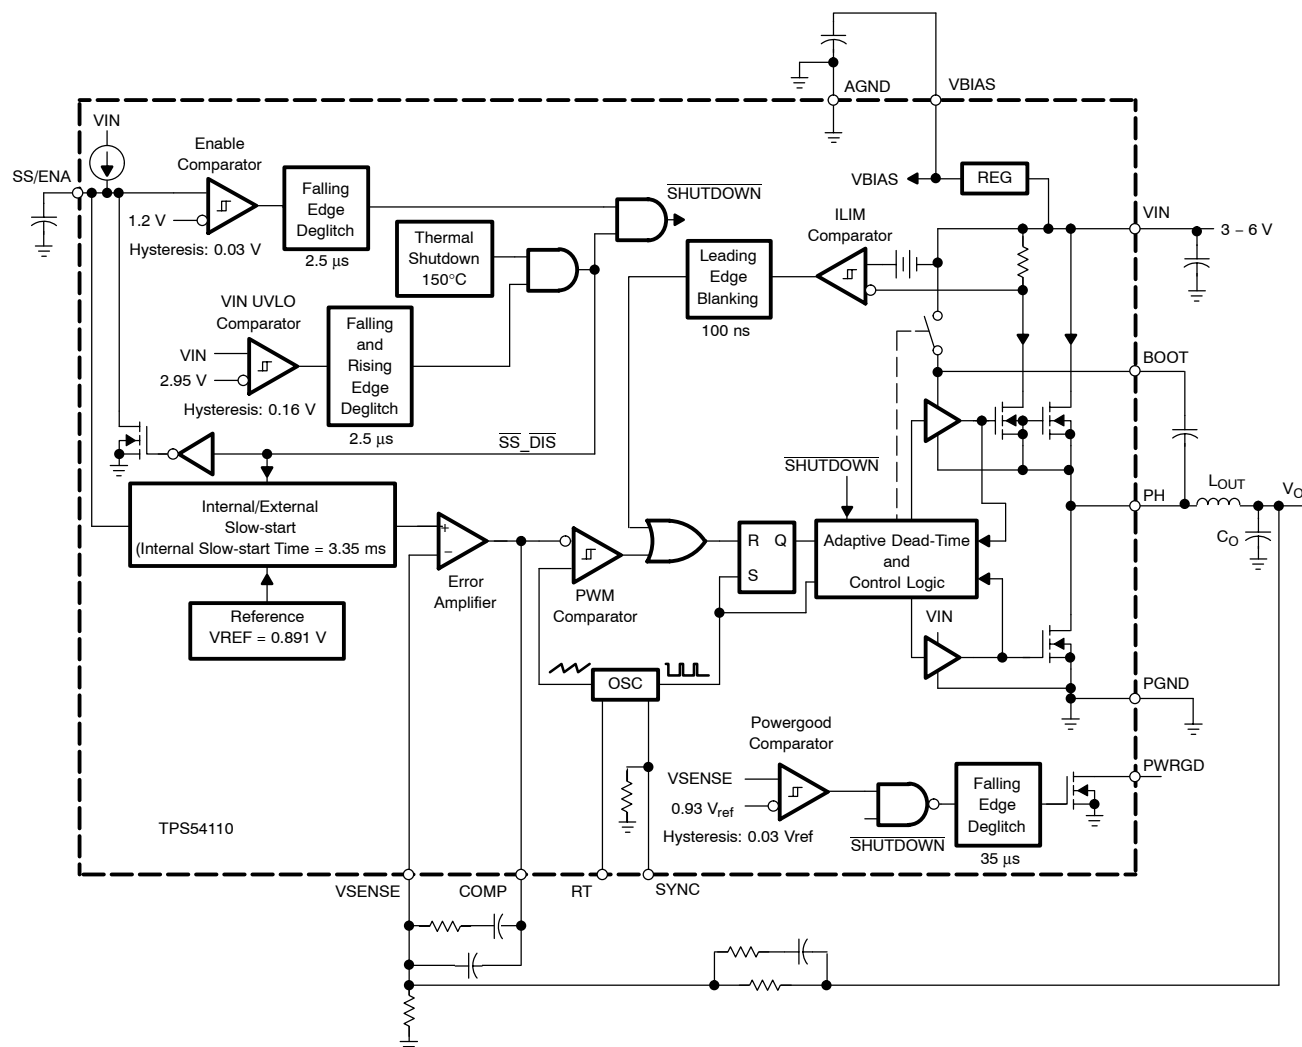 AGND
VBIAS
VIN
Enable
Comparator
SS/ENA
1.2 V
Hysteresis: 0.03 V
Falling
Edge
Deglitch
2.5 μs
SHUTDOWN
Thermal
Shutdown
150°C
VBIAS
REG
ILIM
Comparator
Leading
Edge
Blanking
100 ns
VIN
3 – 6 V
VIN UVLO
Comparator
VIN
2.95 V
Hysteresis: 0.16 V
Falling
and
Rising
Edge
Deglitch
2.5 μs
BOOT
SS_DIS
SHUTDOWN
Internal/External
Slow-start
(Internal Slow-start Time = 3.35 ms
Reference
VREF = 0.891 V
+
−
Error
Amplifier
PWM
Comparator
R Q
S
Adaptive Dead-Time
and
Control Logic
VIN
PH
LOUT
VO
CO
OSC
PGND
Powergood
Comparator
VSENSE
0.93 Vref
Hysteresis: 0.03 Vref
SHUTDOWN
Falling
Edge
Deglitch
35 μs
PWRGD
TPS54110
VSENSE
COMP
RT
SYNC